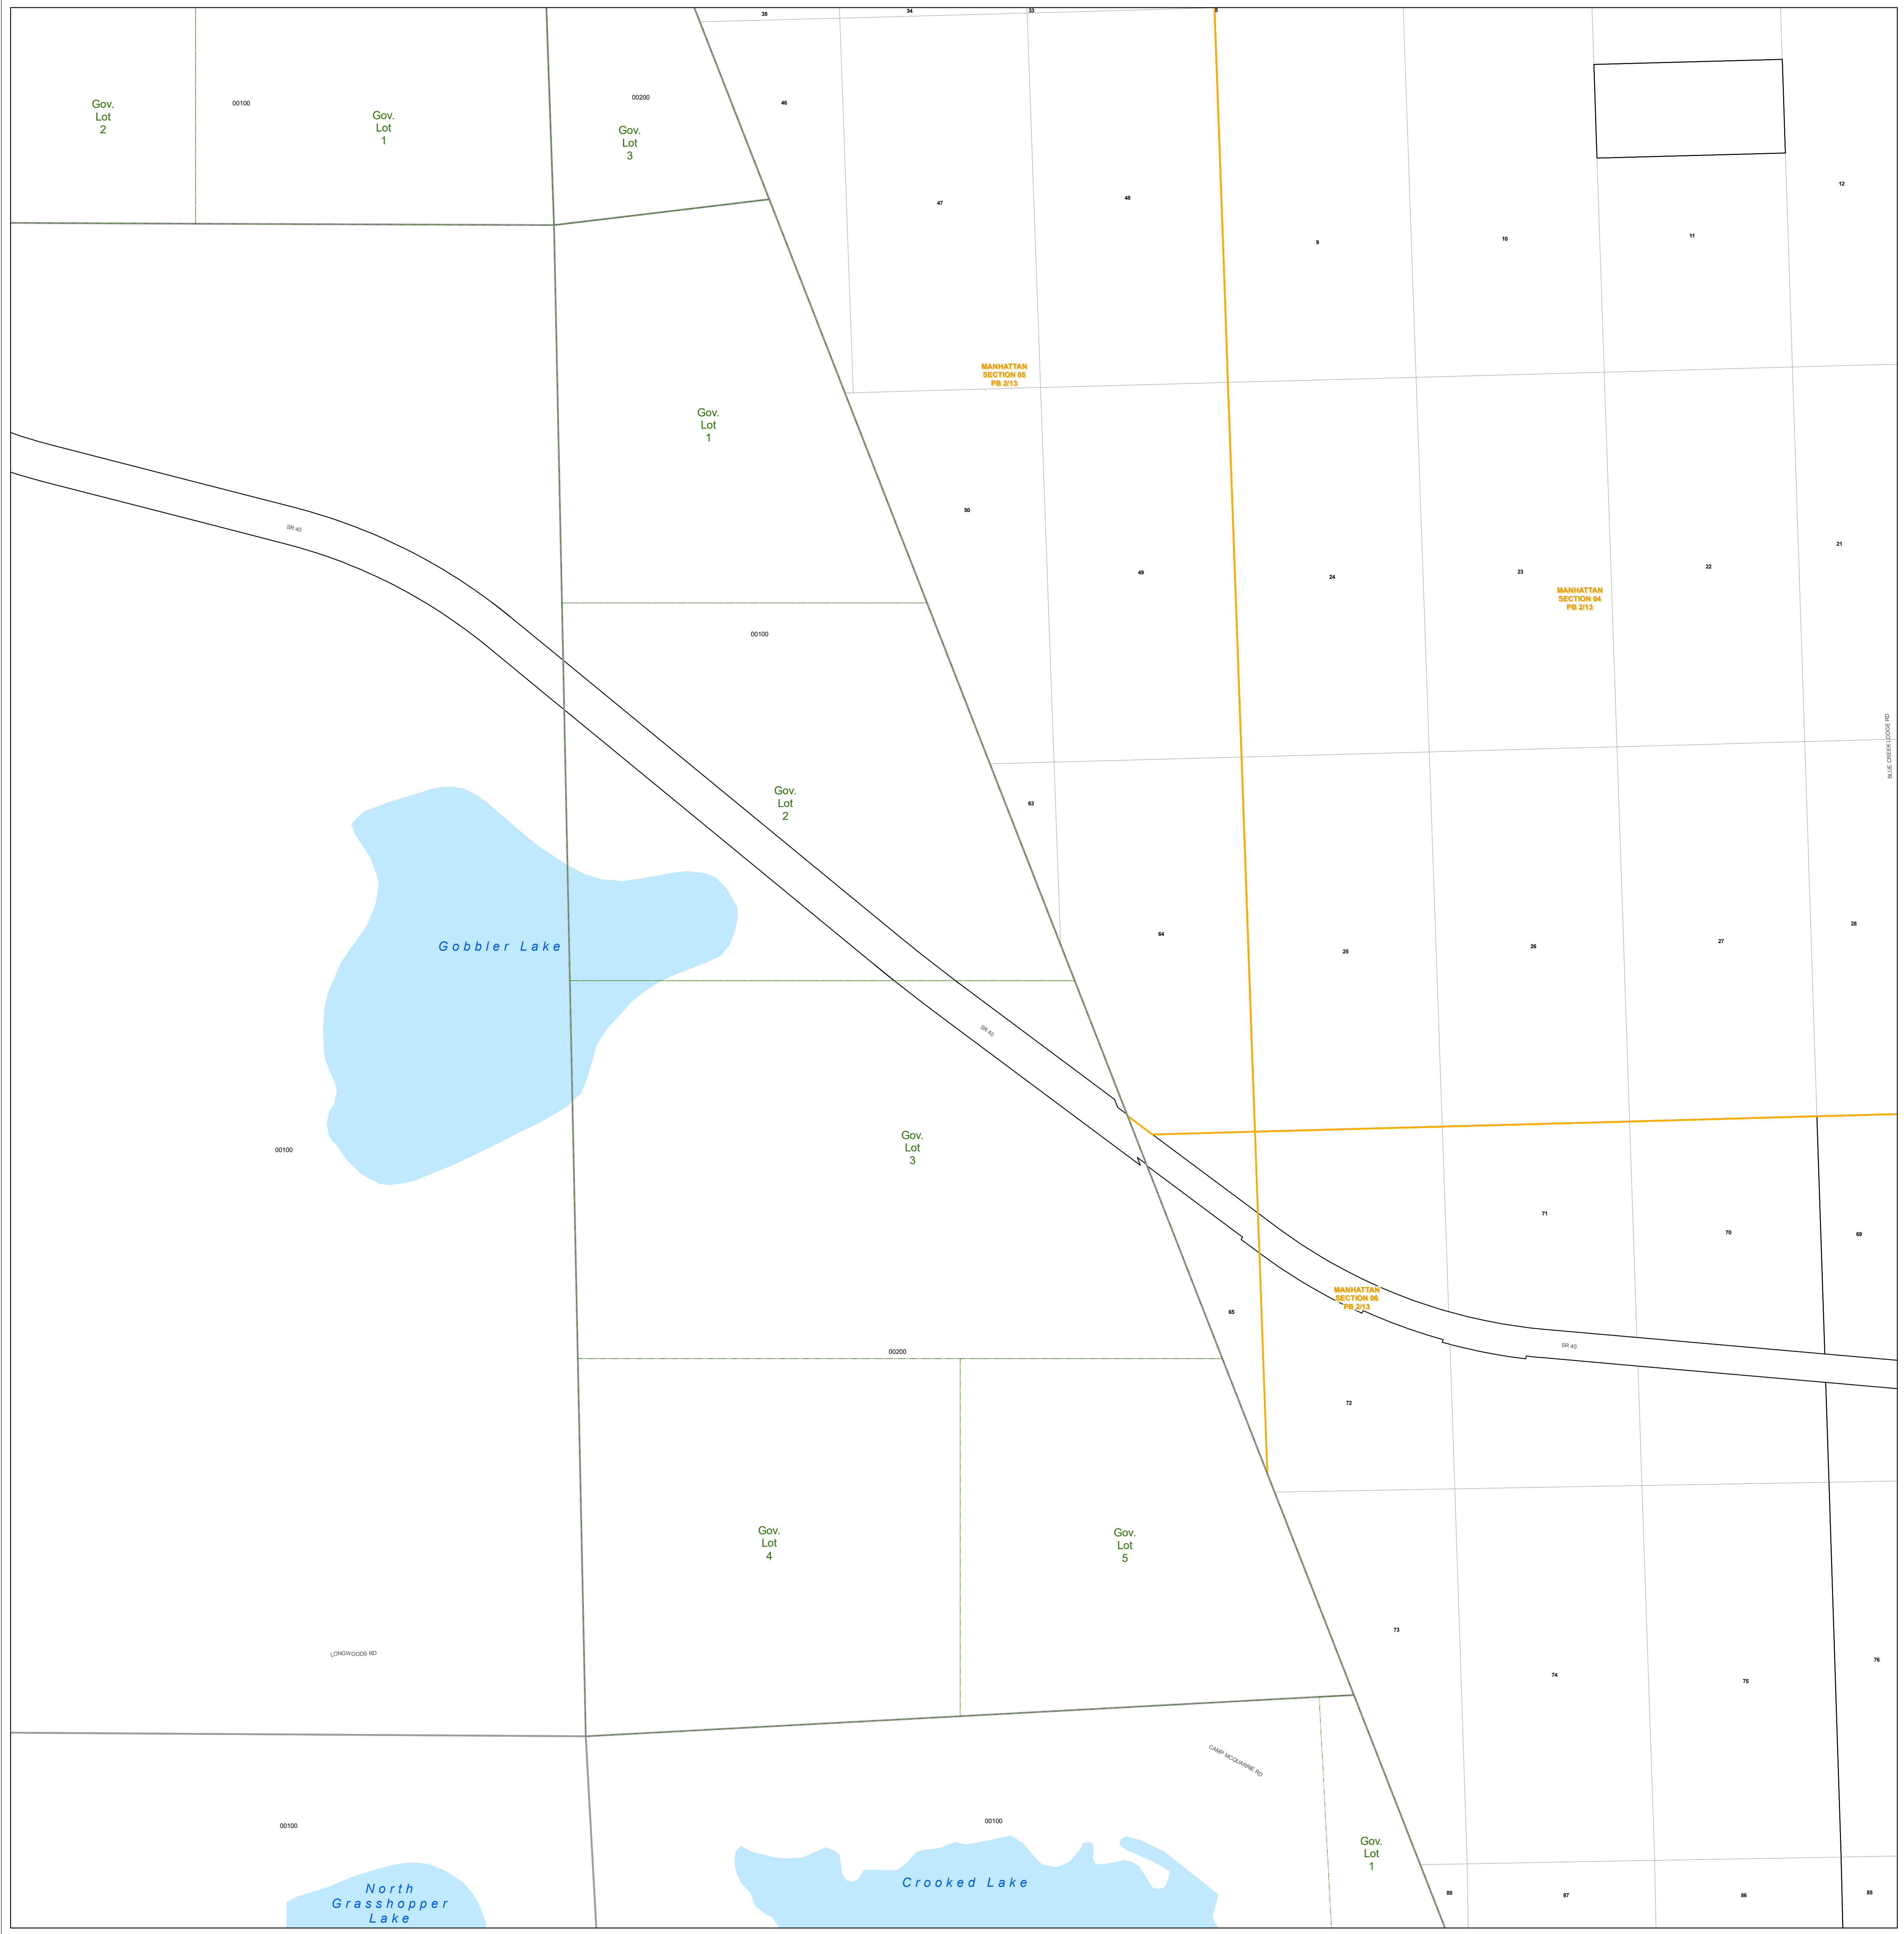 35
34
33
8
Gov.
Lot
2
00100
Gov.
Lot
1
00200
Gov.
Lot
3
46
47
48
9
10
11
12
MANHATTAN
SECTION 05
PB 2/13
Gov.
Lot
1
SR 40
50
49
24
23
22
21
MANHATTAN
SECTION 04
PB 2/13
00100
BLUE CREEK LODGE RD
Gov.
Lot
2
63
64
25
26
27
28
Gobbler Lake
SR 40
00100
Gov.
Lot
3
71
70
69
65
MANHATTAN
SECTION 06
PB 2/13
SR 40
00200
72
Gov.
Lot
4
Gov.
Lot
5
LONGWOODS RD
73
74
75
76
CAMP MCQUARRIE RD
00100
00100
Gov.
Lot
1
North
Grasshopper
Lake
Crooked Lake
88
87
86
85